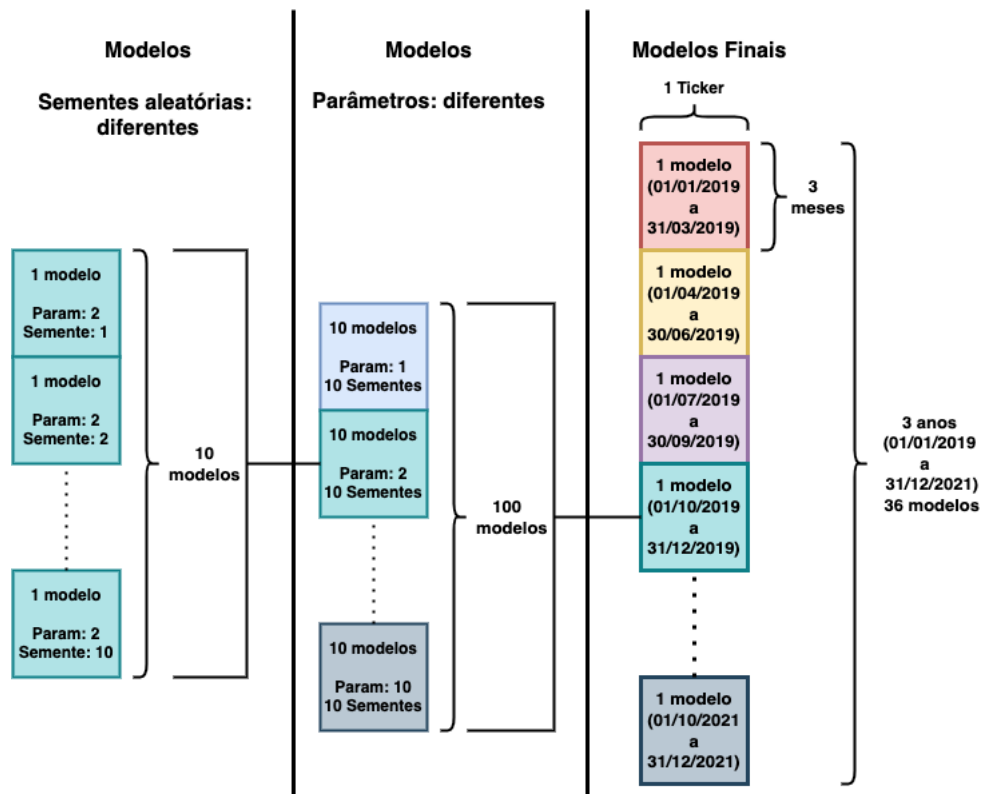 Modelos
Sementes aleatórias:
diferentes
1 modelo
Param: 2
Semente: 1
1 modelo
Param: 2
Semente: 2
1 modelo
Param: 2
Semente: 10
10
modelos
Modelos
Parâmetros: diferentes
10 modelos
Param: 1
10 Sementes
10 modelos
Param: 2
10 Sementes
10 modelos
Param: 10
10 Sementes
100
modelos
Modelos Finais
1 Ticker
1 modelo
(01/01/2019
a
31/03/2019)
1 modelo
(01/04/2019
a
30/06/2019)
1 modelo
(01/07/2019
a
30/09/2019)
1 modelo
(01/10/2019
a
31/12/2019)
1 modelo
(01/10/2021
a
31/12/2021)
3
meses
3 anos
(01/01/2019
a
31/12/2021)
36 modelos